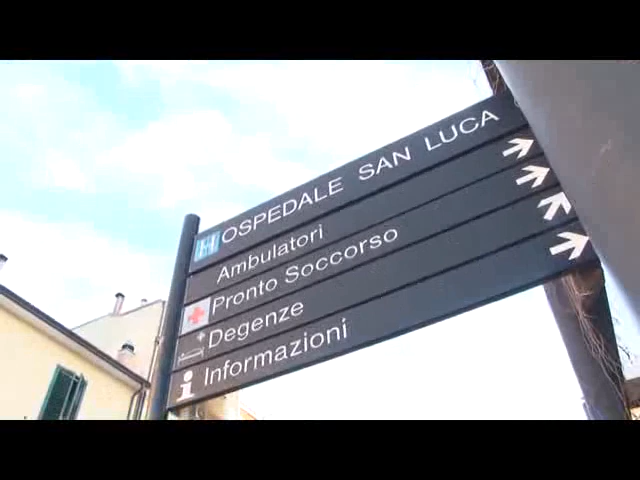 H OSPEDALE SAN LUCA
Ambulatori
Pronto Soccorso
Degenze
i Informazioni